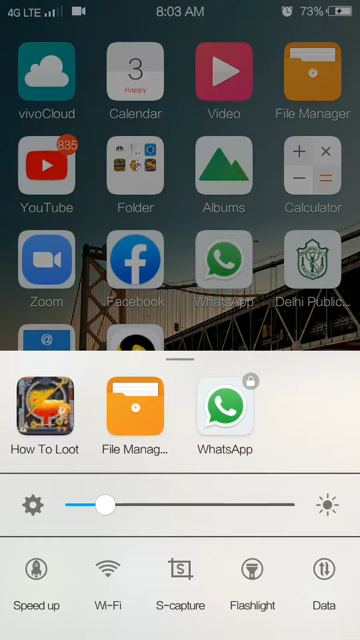 4G LTE 8:03 AM 73%
3
Happy
vivoCloud Calendar Video File Manager
835
YouTube Folder Albums Calculator
Zoom Facebook WhatsApp Delhi Public...
@
How To Loot File Manag... WhatsApp
S
Speed up Wi-Fi S-capture Flashlight Data